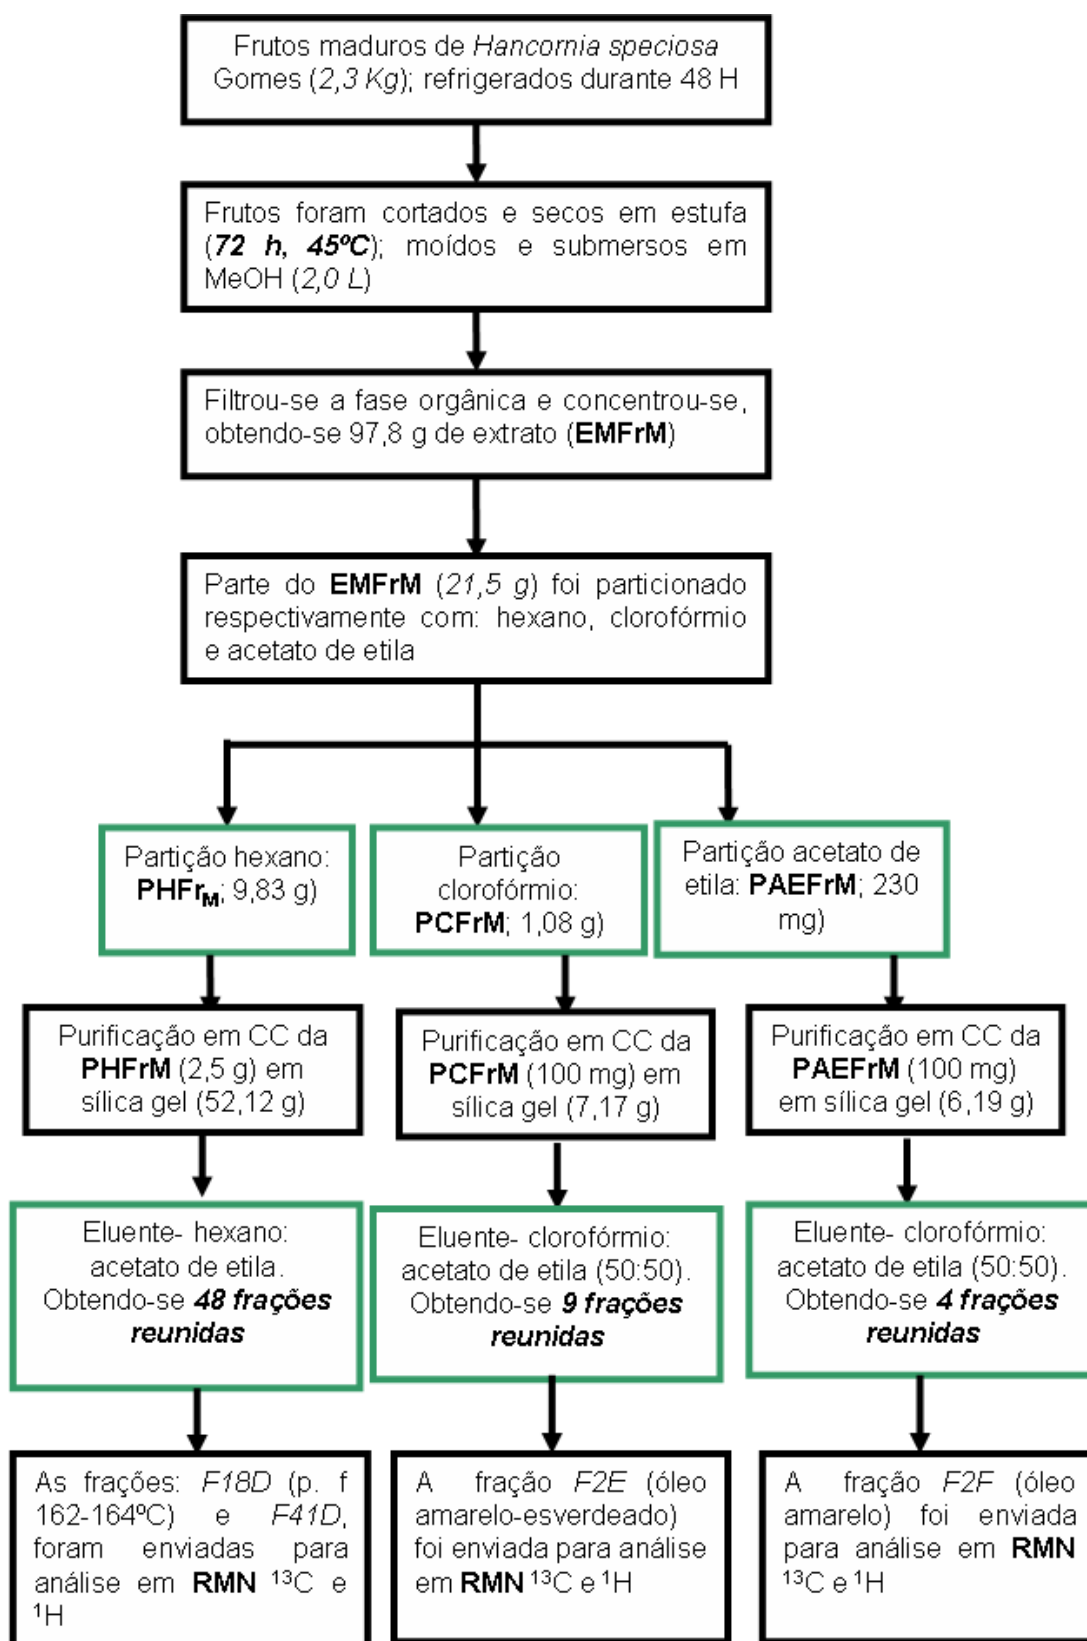 Frutos maduros de Hancornia speciosa
Gomes (2,3 Kg); refrigerados durante 48 H
Frutos foram cortados e secos em estufa
(72 h, 45ºC); moídos e submersos em
MeOH (2,0 L)
Filtrou-se a fase orgânica e concentrou-se,
obtendo-se 97,8 g de extrato (EMFrM)
Parte do EMFrM (21,5 g) foi particionado
respectivamente com: hexano, clorofórmio
e acetato de etila
Partição hexano:
PHFrM; 9,83 g)
Partição
clorofórmio:
PCFrM; 1,08 g)
Partição acetato de
etila: PAEFrM; 230
mg)
Purificação em CC da
PHFrM (2,5 g) em
sílica gel (52,12 g)
Purificação em CC da
PCFrM (100 mg) em
sílica gel (7,17 g)
Purificação em CC da
PAEFrM (100 mg)
em sílica gel (6,19 g)
Eluente- hexano:
acetato de etila.
Obtendo-se 48 frações
reunidas
Eluente- clorofórmio:
acetato de etila (50:50).
Obtendo-se 9 frações
reunidas
Eluente- clorofórmio:
acetato de etila (50:50).
Obtendo-se 4 frações
reunidas
As frações: F18D (p. f
162-164ºC) e F41D,
foram enviadas para
análise em RMN ¹³C e
¹H
A fração F2E (óleo
amarelo-esverdeado)
foi enviada para análise
em RMN ¹³C e ¹H
A fração F2F (óleo
amarelo) foi enviada
para análise em RMN
¹³C e ¹H